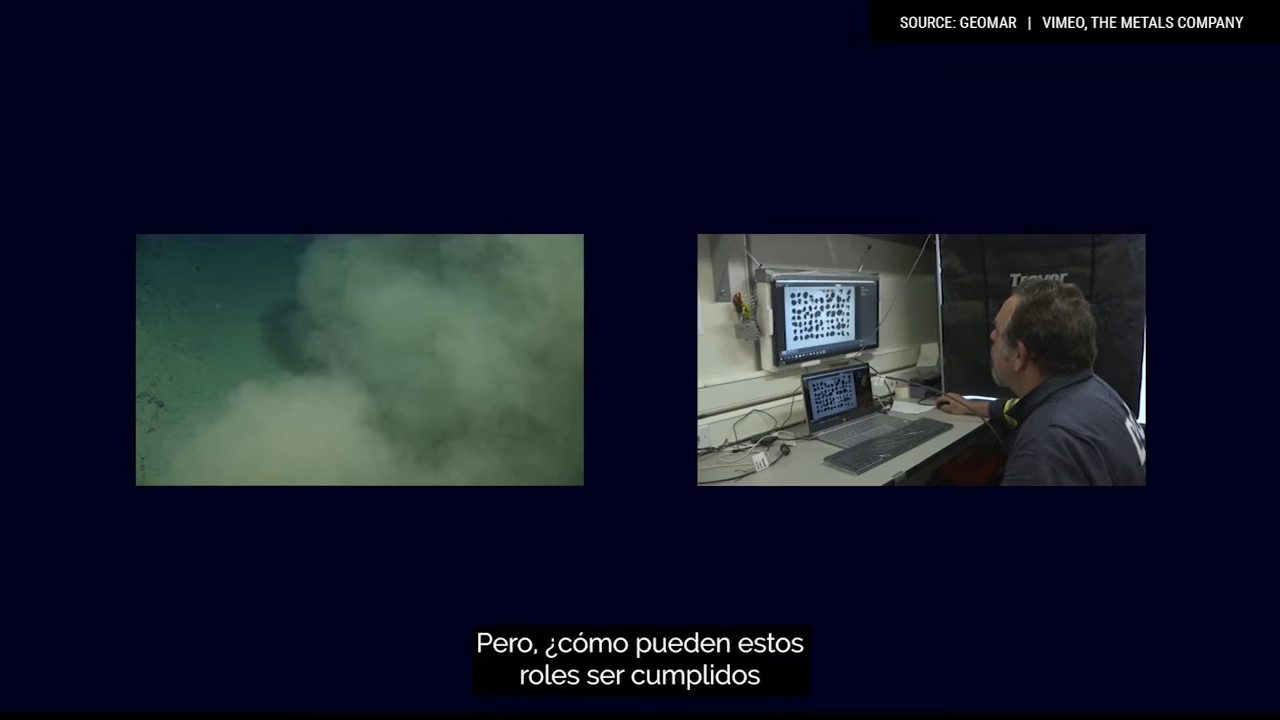 SOURCE: GEOMAR | VIMEO, THE METALS COMPANY
Pero, ¿cómo pueden estos
roles ser cumplidos